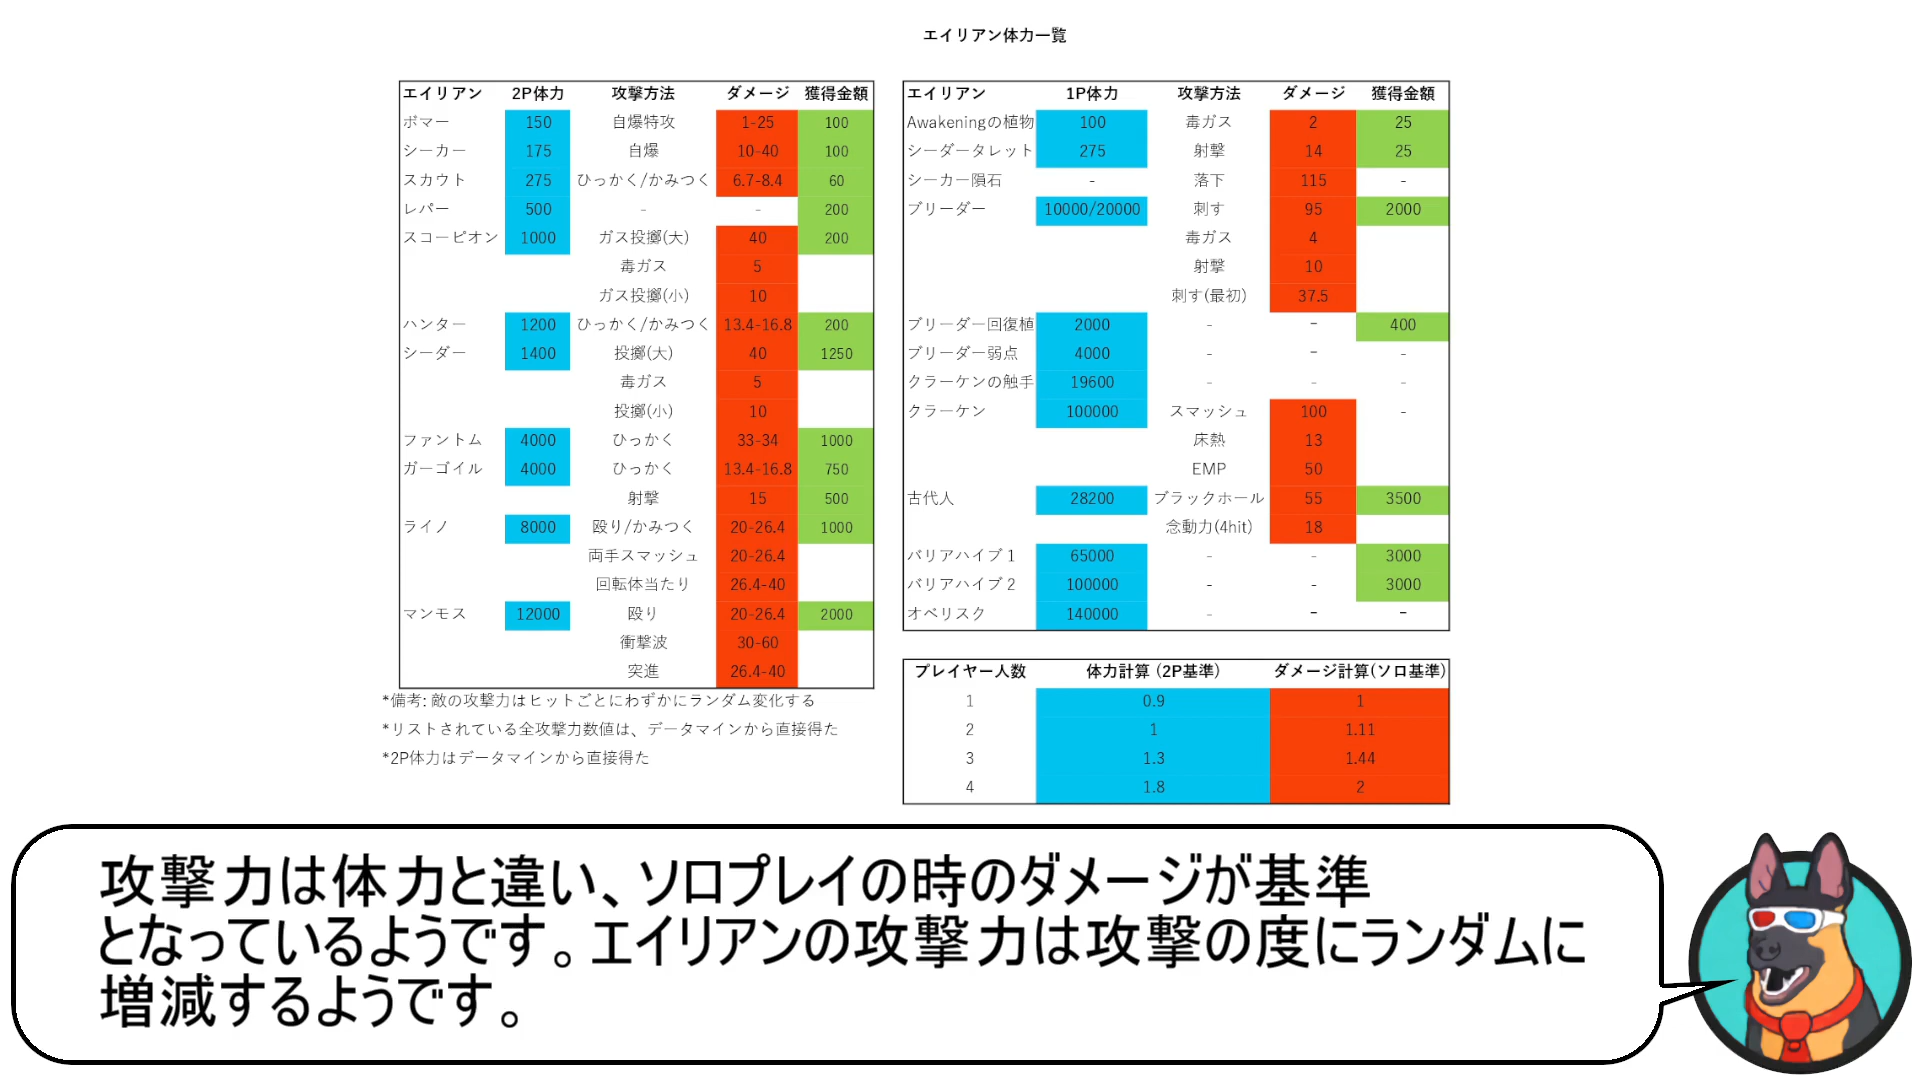 エイリアン体力一覧
エイリアン 2P体力 攻撃方法 ダメージ 獲得金額
ボマー 150 自爆特攻 1-25 100
シーカー 175 自爆 10-40 100
スカウト 275 ひっかく/かみつく 6.7-8.4 60
レパー 500 - - 200
スコーピオン 1000 ガス投擲(大) 40 200
毒ガス 5
ガス投擲(小) 10
ハンター 1200 ひっかく/かみつく 13.4-16.8 200
シーダー 1400 投擲(大) 40 1250
毒ガス 5
投擲(小) 10
ファントム 4000 ひっかく 33-34 1000
ガーゴイル 4000 ひっかく 13.4-16.8 750
射撃 15 500
ライノ 8000 殴り/かみつく 20-26.4 1000
両手スマッシュ 20-26.4
回転体当たり 26.4-40
マンモス 12000 殴り 20-26.4 2000
衝撃波 30-60
突進 26.4-40
*備考: 敵の攻撃力はヒットごとにわずかにランダム変化する
*リストされている全攻撃力数値は、データマインから直接得た
*2P体力はデータマインから直接得た
エイリアン 1P体力 攻撃方法 ダメージ 獲得金額
Awakeningの植物 100 毒ガス 2 25
シーダータレット 275 射撃 14 25
シーカー隕石 - 落下 115 -
ブリーダー 10000/20000 刺す 95 2000
毒ガス 4
射撃 10
刺す(最初) 37.5
ブリーダー回復植 2000 - - 400
ブリーダー弱点 4000 - - -
クラーケンの触手 19600 - - -
クラーケン 100000 スマッシュ 100 -
床熱 13
EMP 50
古代人 28200 ブラックホール 55 3500
念動力(4hit) 18
バリアハイブ 1 65000 - - 3000
バリアハイブ 2 100000 - - 3000
オベリスク 140000 - - -
プレイヤー人数 体力計算 (2P基準) ダメージ計算(ソロ基準)
1 0.9 1
2 1 1.11
3 1.3 1.44
4 1.8 2
攻撃力は体力と違い、ソロプレイの時のダメージが基準
となっているようです。エイリアンの攻撃力は攻撃の度にランダムに
増減するようです。